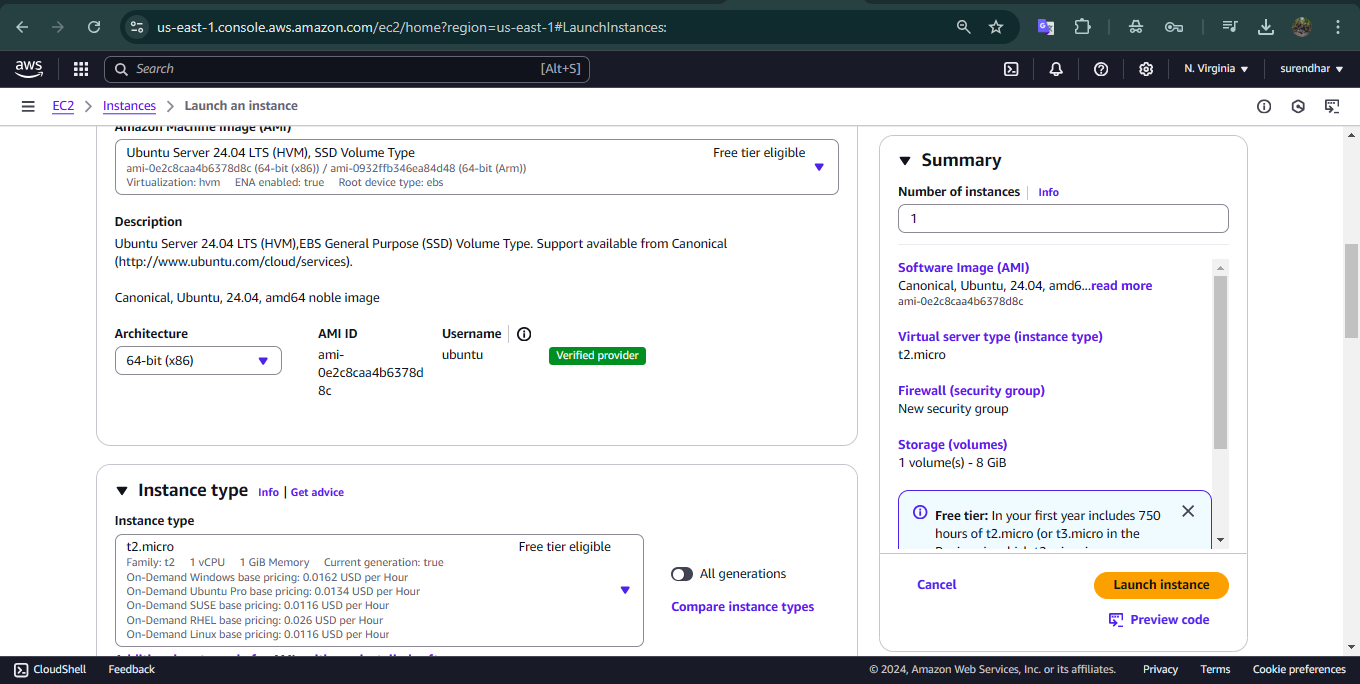 us-east-1.console.aws.amazon.com/ec2/home?region=us-east-1#LaunchInstances:
aws
Search
[Alt+S]
N. Virginia
surendhar
EC2
Instances
Launch an instance
Amazon Machine Image (AMI)
Ubuntu Server 24.04 LTS (HVM), SSD Volume Type
Free tier eligible
ami-0e2c8caa4b6378d8c (64-bit (x86)) / ami-0932ffb346ea84d48 (64-bit (Arm))
Virtualization: hvm ENA enabled: true Root device type: ebs
Description
Ubuntu Server 24.04 LTS (HVM),EBS General Purpose (SSD) Volume Type. Support available from Canonical
(http://www.ubuntu.com/cloud/services).
Canonical, Ubuntu, 24.04, amd64 noble image
Architecture
64-bit (x86)
AMI ID
ami-
0e2c8caa4b6378d
8c
Username
ubuntu
Verified provider
Instance type Info | Get advice
Instance type
t2.micro
Free tier eligible
Family: t2 1 vCPU 1 GiB Memory Current generation: true
On-Demand Windows base pricing: 0.0162 USD per Hour
On-Demand Ubuntu Pro base pricing: 0.0134 USD per Hour
On-Demand SUSE base pricing: 0.0116 USD per Hour
On-Demand RHEL base pricing: 0.026 USD per Hour
On-Demand Linux base pricing: 0.0116 USD per Hour
All generations
Compare instance types
Summary
Number of instances Info
1
Software Image (AMI)
Canonical, Ubuntu, 24.04, amd6...read more
ami-0e2c8caa4b6378d8c
Virtual server type (instance type)
t2.micro
Firewall (security group)
New security group
Storage (volumes)
1 volume(s) - 8 GiB
Free tier: In your first year includes 750
hours of t2.micro (or t3.micro in the
Cancel
Launch instance
Preview code
CloudShell
Feedback
© 2024, Amazon Web Services, Inc. or its affiliates.
Privacy
Terms
Cookie preferences